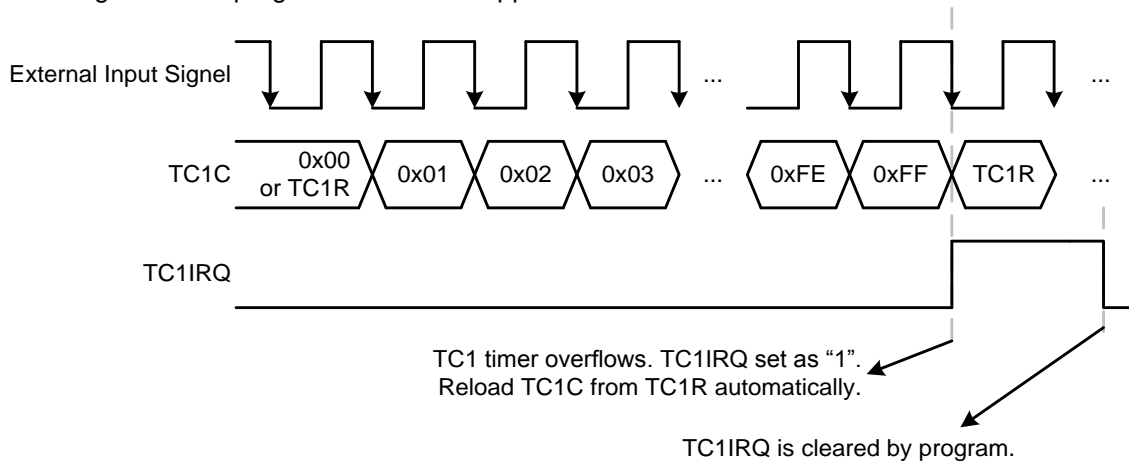 External Input Signel
...
...
TC1C
0x00
or TC1R
0x01
0x02
0x03
...
0xFE
0xFF
TC1R
...
TC1IRQ
TC1 timer overflows. TC1IRQ set as “1”.
Reload TC1C from TC1R automatically.
TC1IRQ is cleared by program.